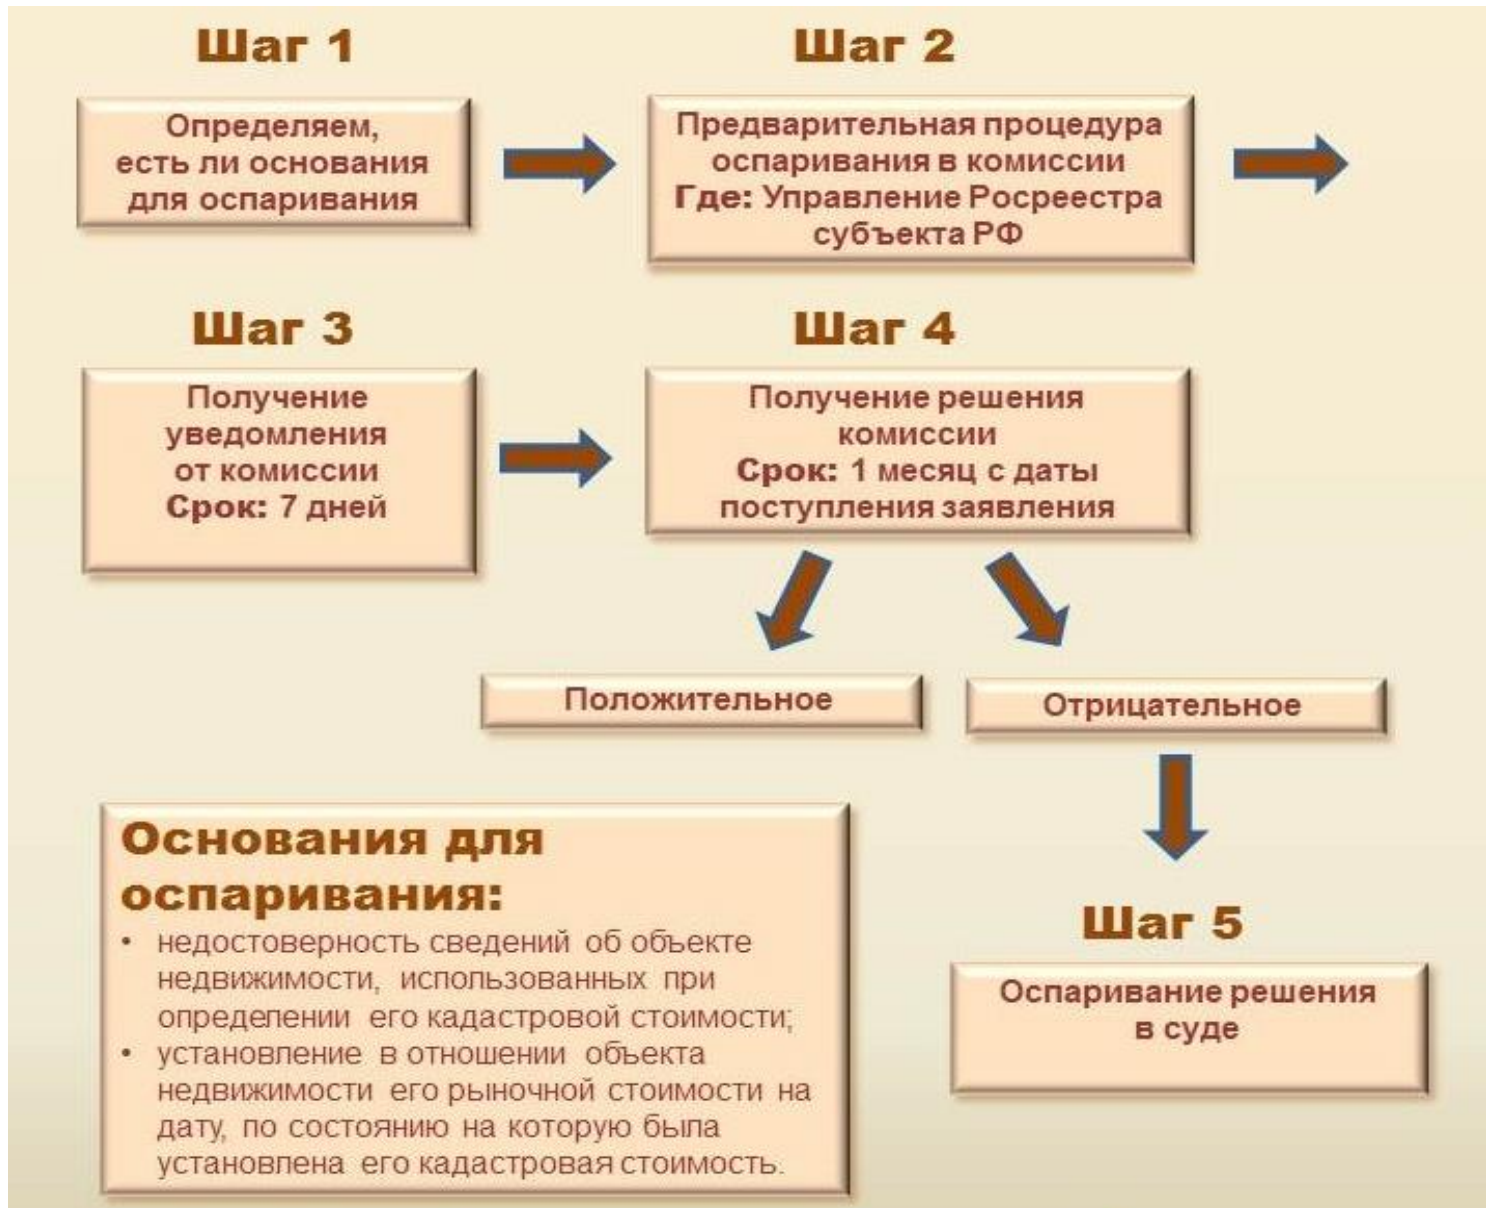 Шаг 1
Определяем,
есть ли основания
для оспаривания
Шаг 2
Предварительная процедура
оспаривания в комиссии
Где: Управление Росреестра
субъекта РФ
Шаг 3
Получение
уведомления
от комиссии
Срок: 7 дней
Шаг 4
Получение решения
комиссии
Срок: 1 месяц с даты
поступления заявления
Положительное
Отрицательное
Основания для
оспаривания:
• недостоверность сведений об объекте
недвижимости, использованных при
определении его кадастровой стоимости;
• установление в отношении объекта
недвижимости его рыночной стоимости на
дату, по состоянию на которую была
установлена его кадастровая стоимость.
Шаг 5
Оспаривание решения
в суде